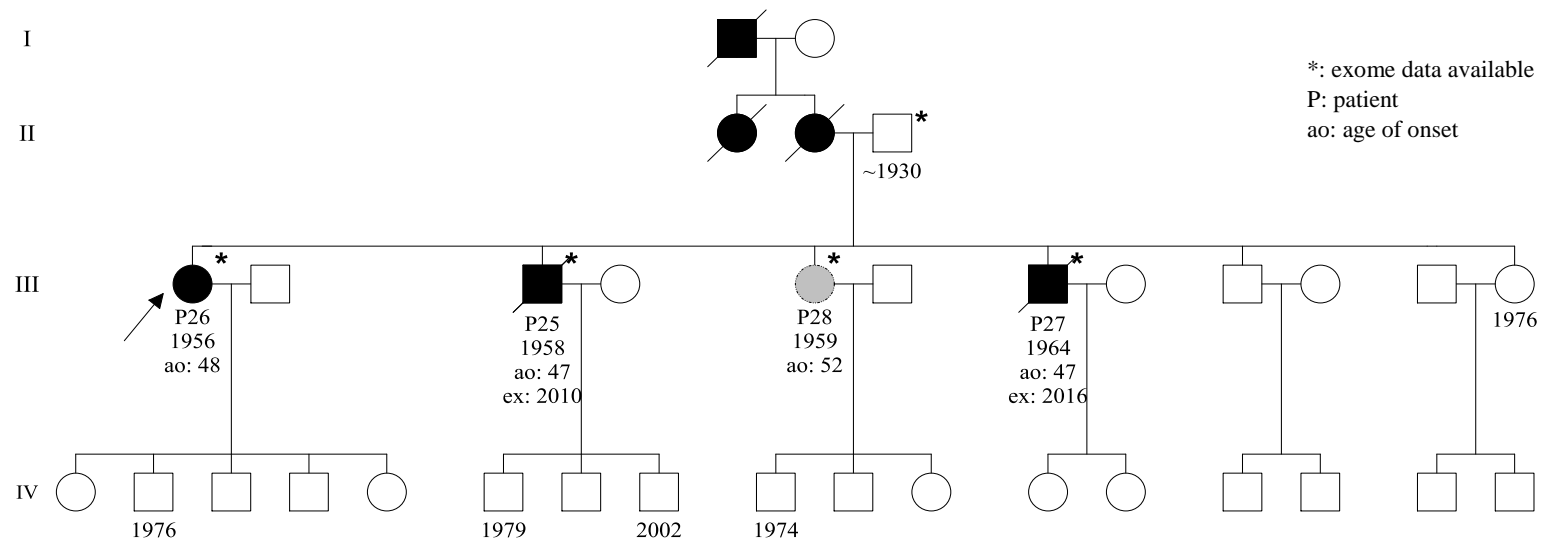 I
*: exome data available
P: patient
ao: age of onset
II
*
~1930
III
* * * *
P26
1956
ao: 48
P25
1958
ao: 47
ex: 2010
P28
1959
ao: 52
P27
1964
ao: 47
ex: 2016
1976
IV
1976
1979
2002
1974